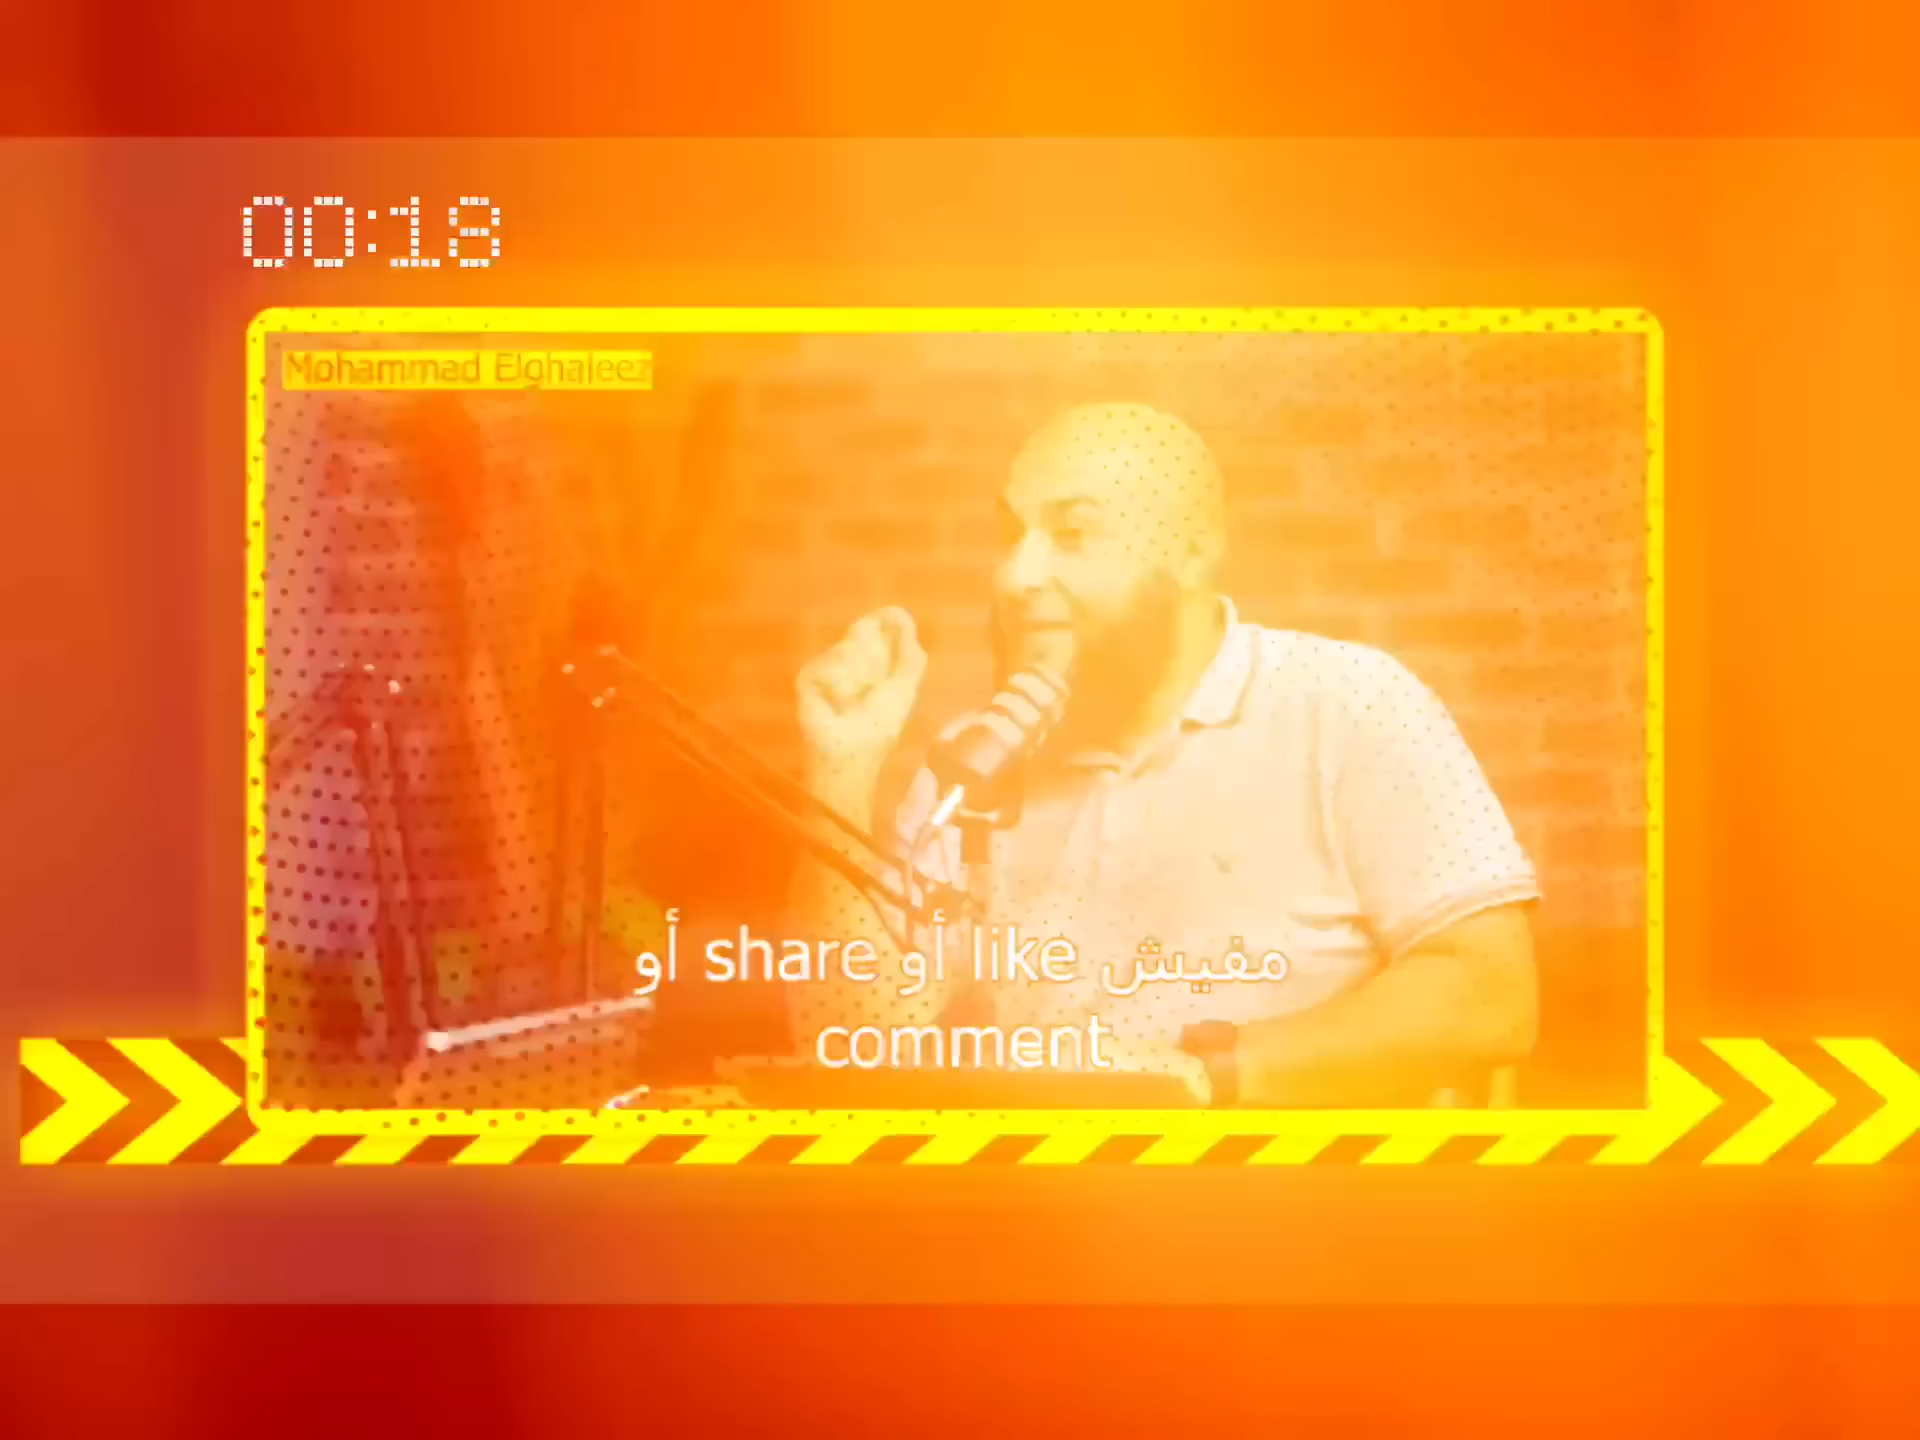 00:18
Mohammad Elghaleez
مفيش like أو share أو
comment